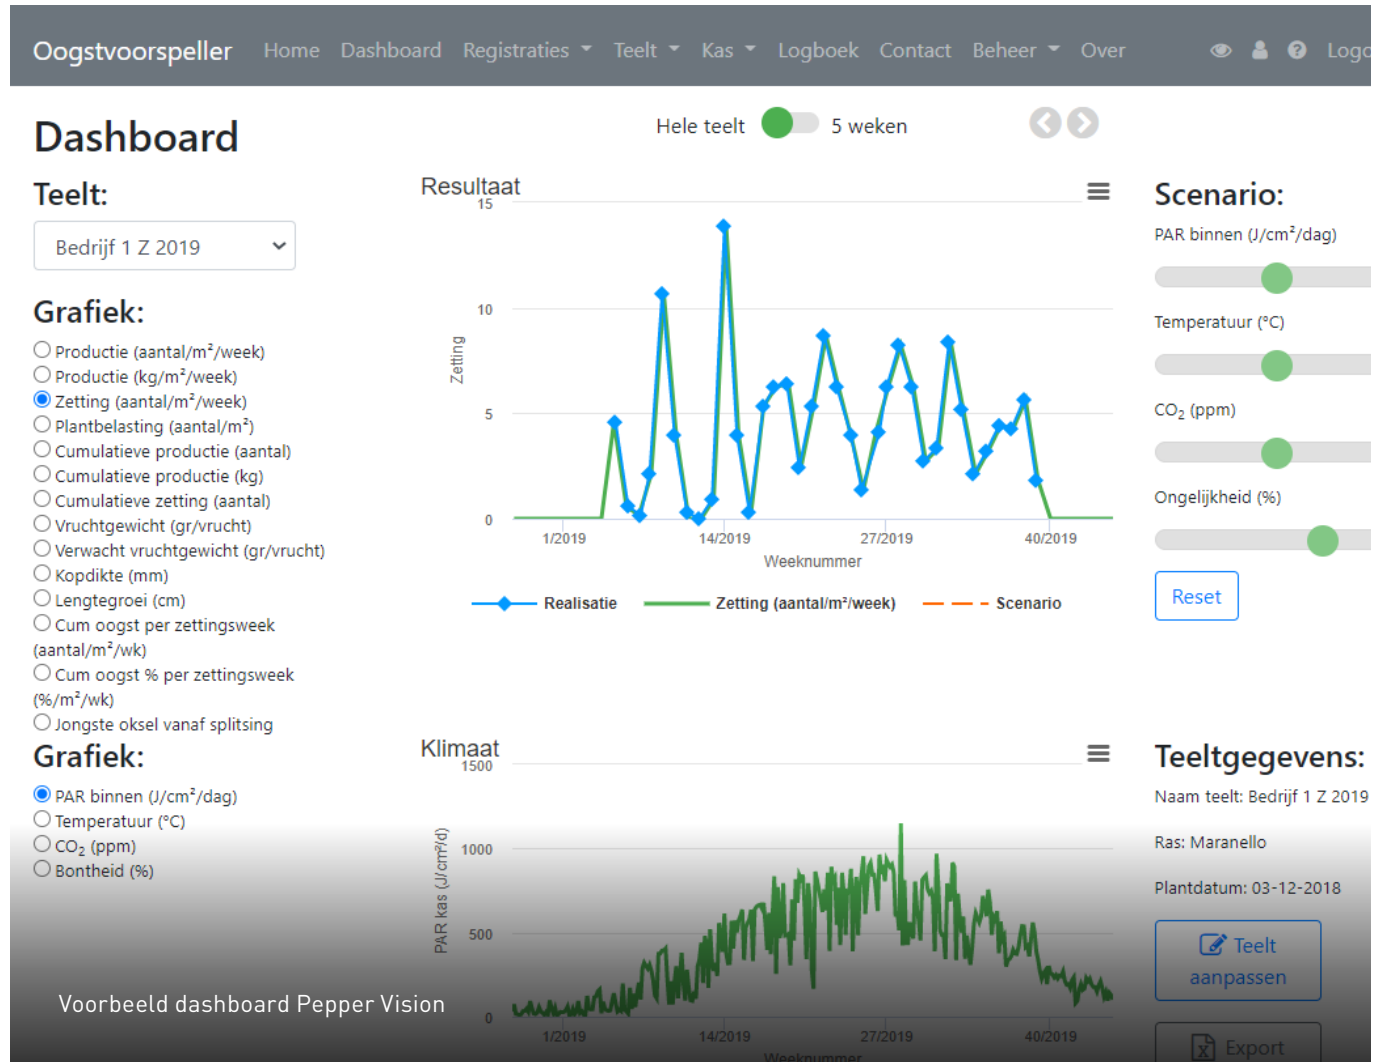 Oogstvoorspeller Home Dashboard Registraties Teelt Kas Logboek Contact Beheer Over Logo
Dashboard
Hele teelt 5 weken
Teelt:
Bedrijf 1 Z 2019
Grafiek:
Productie (aantal/m²/week)
Productie (kg/m²/week)
Zetting (aantal/m²/week)
Plantbelasting (aantal/m²)
Cumulatieve productie (aantal)
Cumulatieve productie (kg)
Cumulatieve zetting (aantal)
Vruchtgewicht (gr/vrucht)
Verwacht vruchtgewicht (gr/vrucht)
Kopdikte (mm)
Lengtegroei (cm)
Cum oogst per zettingsweek
(aantal/m²/wk)
Cum oogst % per zettingsweek
(%/m²/wk)
Jongste oksel vanaf splitsing
Resultaat
15
10
5
0
Zetting
1/2019 14/2019 27/2019 40/2019
Weeknummer
Realisatie Zetting (aantal/m²/week) Scenario
Scenario:
PAR binnen (J/cm²/dag)
Temperatuur (°C)
CO₂ (ppm)
Ongelijkheid (%)
Reset
Grafiek:
PAR binnen (J/cm²/dag)
Temperatuur (°C)
CO₂ (ppm)
Bontheid (%)
Klimaat
1500
1000
500
0
PAR kas (J/cm²/d)
1/2019 14/2019 27/2019 40/2019
Weeknummer
Teeltgegevens:
Naam teelt: Bedrijf 1 Z 2019
Ras: Maranello
Plantdatum: 03-12-2018
Teelt
aanpassen
Export
Voorbeeld dashboard Pepper Vision